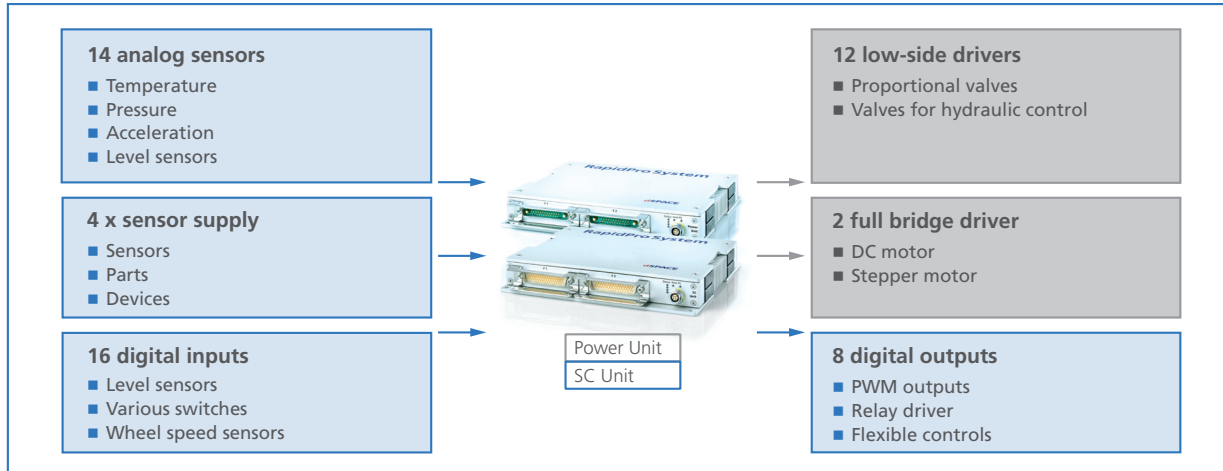 14 analog sensors
Temperature
Pressure
Acceleration
Level sensors
4 x sensor supply
Sensors
Parts
Devices
16 digital inputs
Level sensors
Various switches
Wheel speed sensors
RapidPro System
dSPACE
RapidPro System
dSPACE
Power Unit
SC Unit
12 low-side drivers
Proportional valves
Valves for hydraulic control
2 full bridge driver
DC motor
Stepper motor
8 digital outputs
PWM outputs
Relay driver
Flexible controls